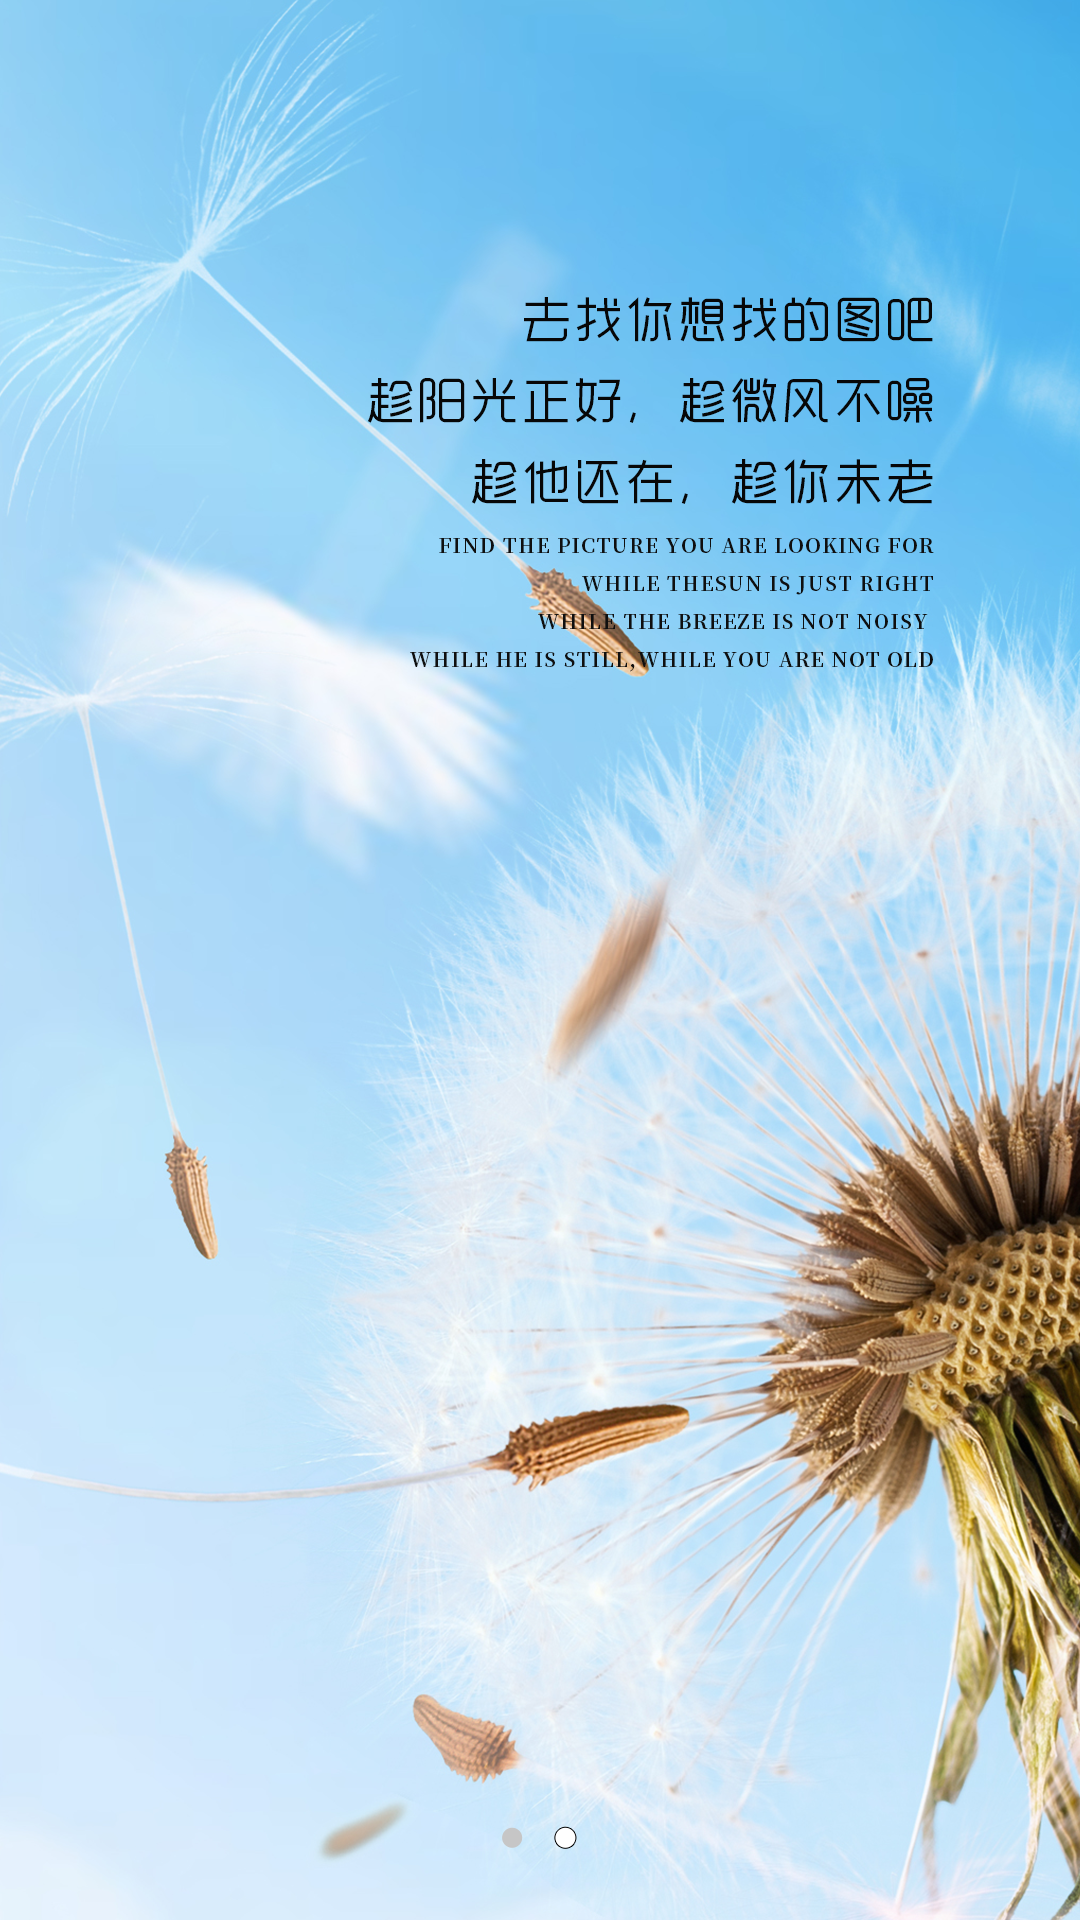 去找你想找的图吧
趁阳光正好，趁微风不噪
趁他还在，趁你未老
FIND THE PICTURE YOU ARE LOOKING FOR
WHILE THESUN IS JUST RIGHT
WHILE THE BREEZE IS NOT NOISY
WHILE HE IS STILL,WHILE YOU ARE NOT OLD